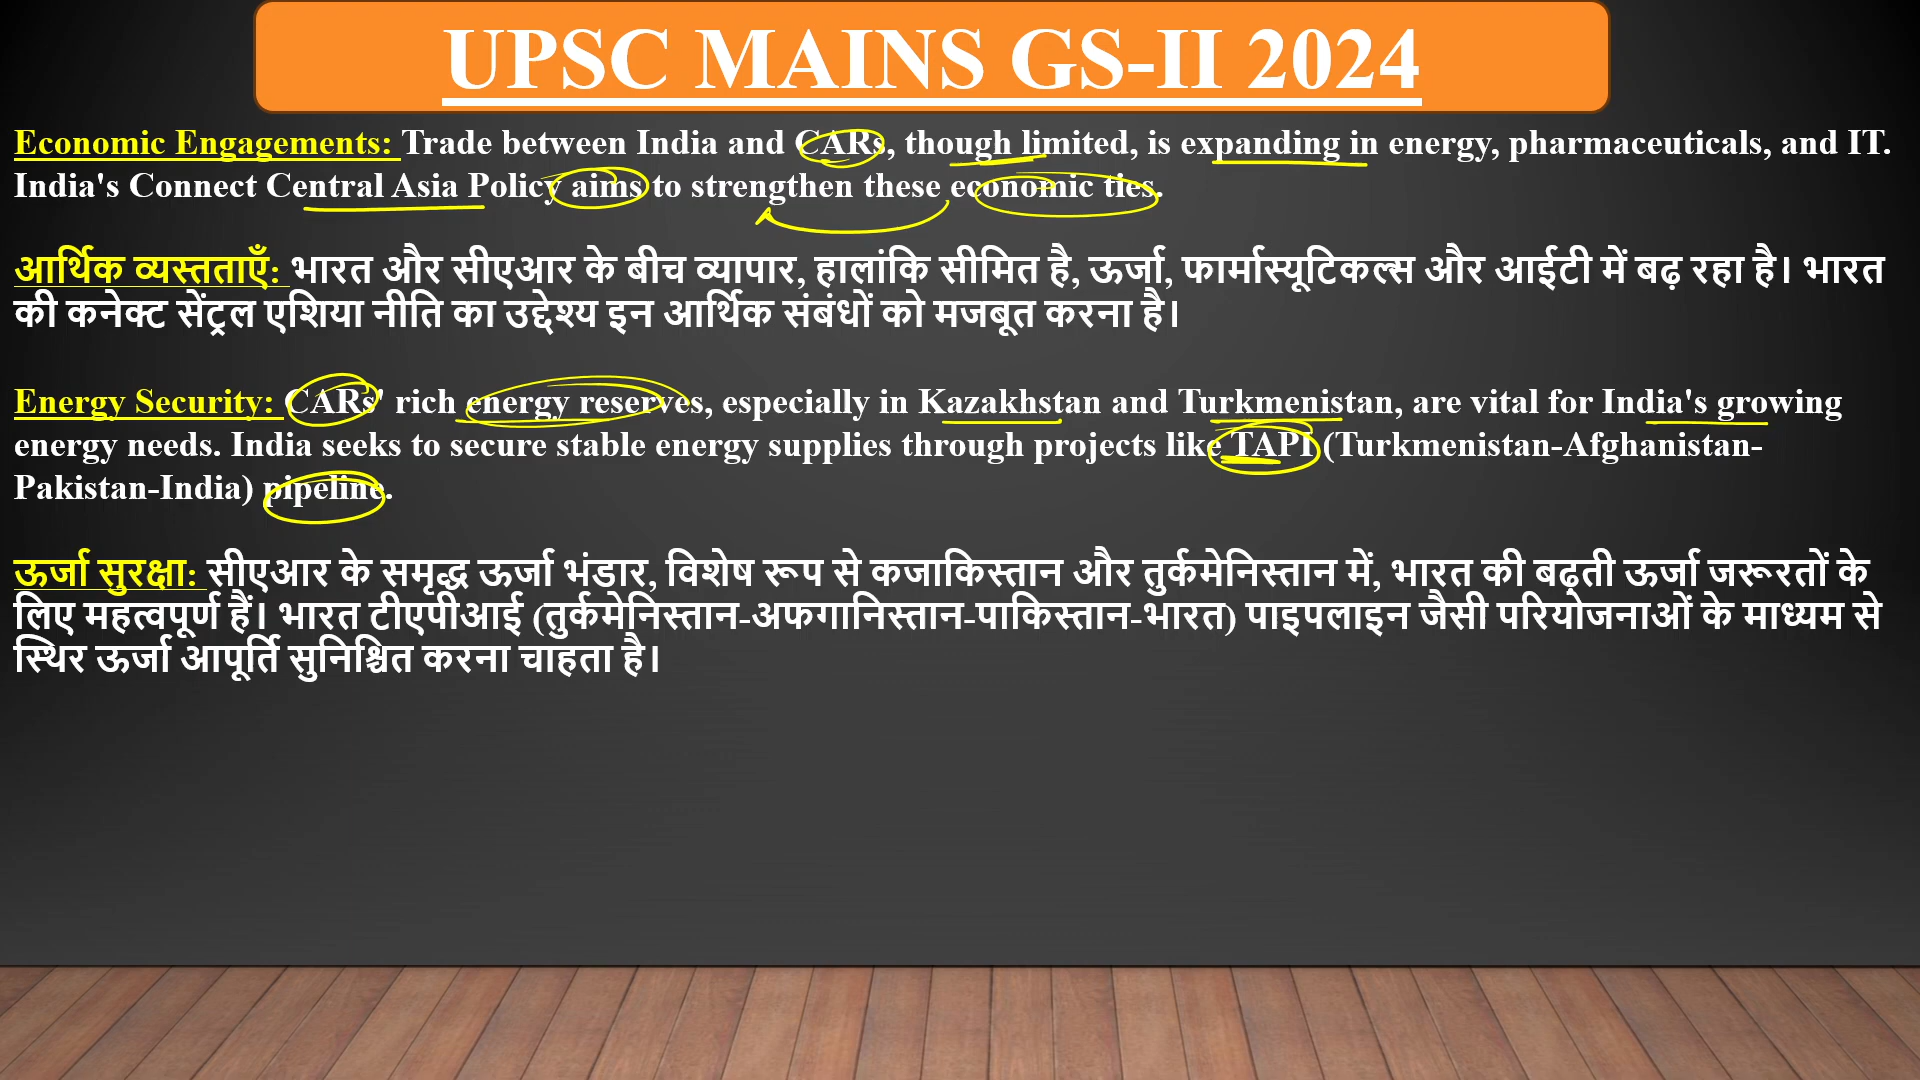 UPSC MAINS GS-II 2024
Economic Engagements: Trade between India and CARs, though limited, is expanding in energy, pharmaceuticals, and IT.
India's Connect Central Asia Policy aims to strengthen these economic ties.
आर्थिक व्यस्तताएँ: भारत और सीएआर के बीच व्यापार, हालांकि सीमित है, ऊर्जा, फार्मास्यूटिकल्स और आईटी में बढ़ रहा है। भारत
की कनेक्ट सेंट्रल एशिया नीति का उद्देश्य इन आर्थिक संबंधों को मजबूत करना है।
Energy Security: CARs' rich energy reserves, especially in Kazakhstan and Turkmenistan, are vital for India's growing
energy needs. India seeks to secure stable energy supplies through projects like TAPI (Turkmenistan-Afghanistan-
Pakistan-India) pipeline.
ऊर्जा सुरक्षा: सीएआर के समृद्ध ऊर्जा भंडार, विशेष रूप से कजाकिस्तान और तुर्कमेनिस्तान में, भारत की बढ़ती ऊर्जा जरूरतों के
लिए महत्वपूर्ण हैं। भारत टीएपीआई (तुर्कमेनिस्तान-अफगानिस्तान-पाकिस्तान-भारत) पाइपलाइन जैसी परियोजनाओं के माध्यम से
स्थिर ऊर्जा आपूर्ति सुनिश्चित करना चाहता है।